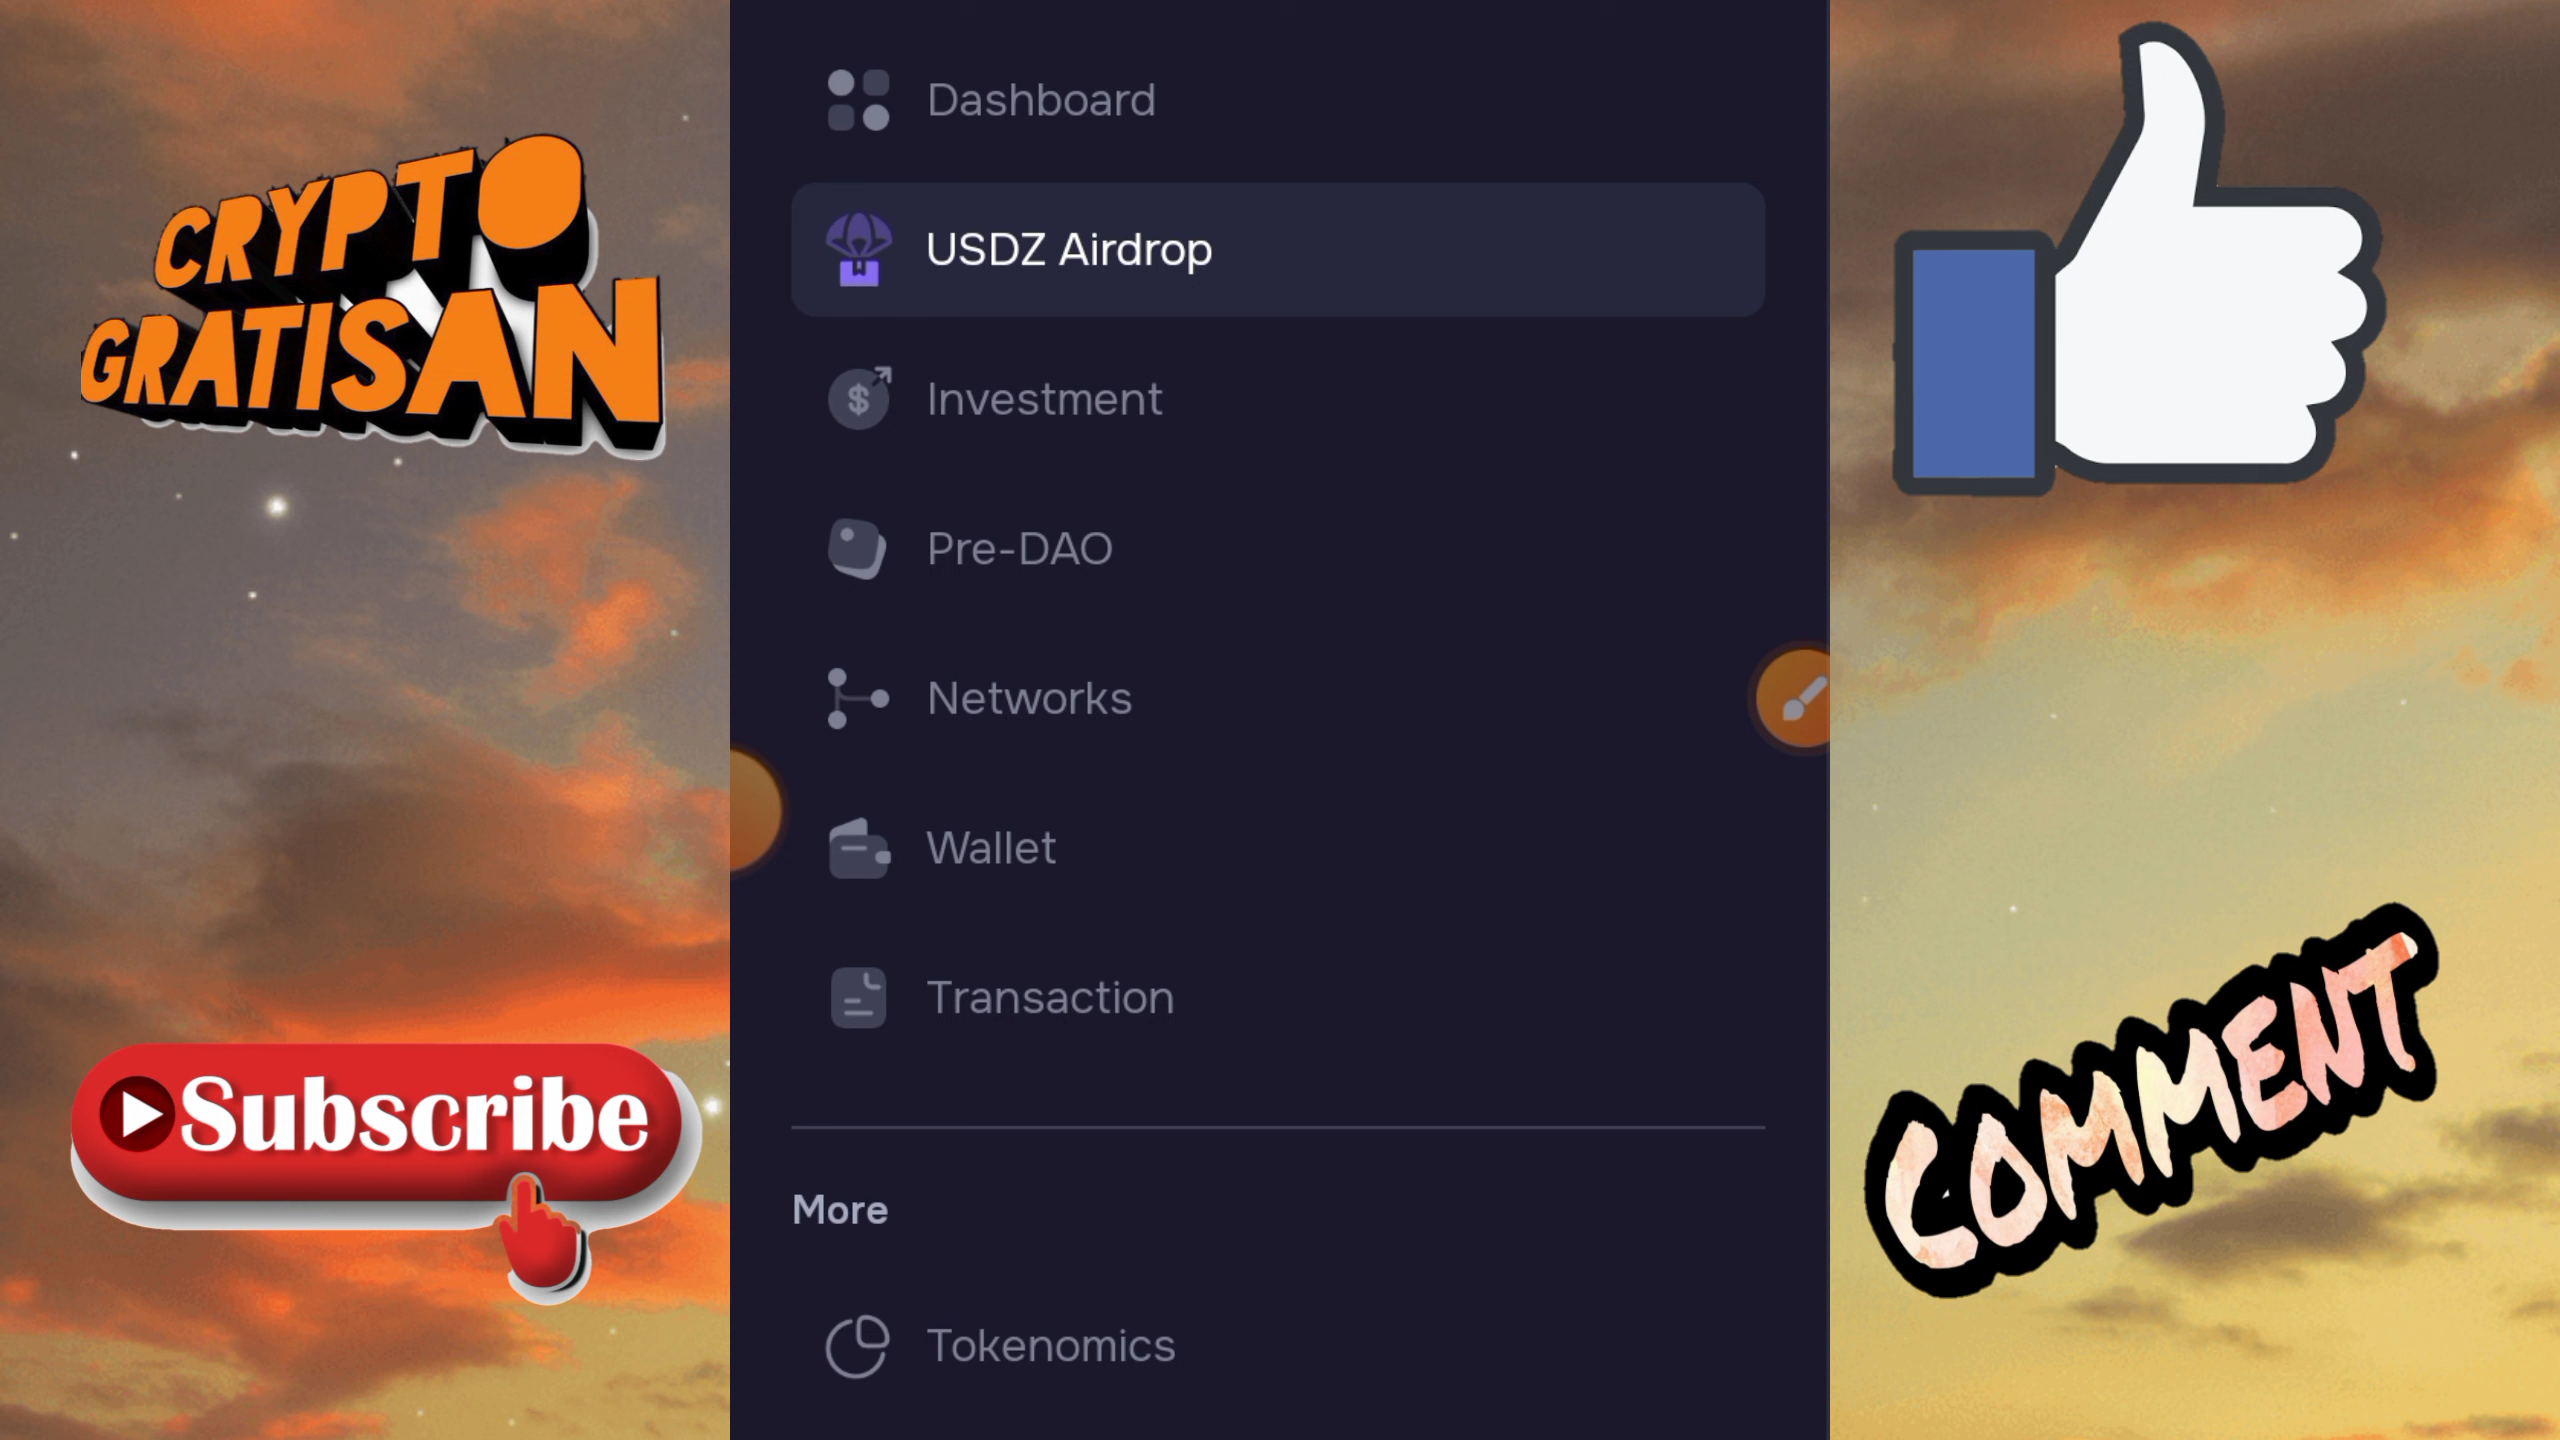 CRYPTO
GRATISAN
Subscribe
Dashboard
USDZ Airdrop
Investment
Pre-DAO
Networks
Wallet
Transaction
More
Tokenomics
COMMENT